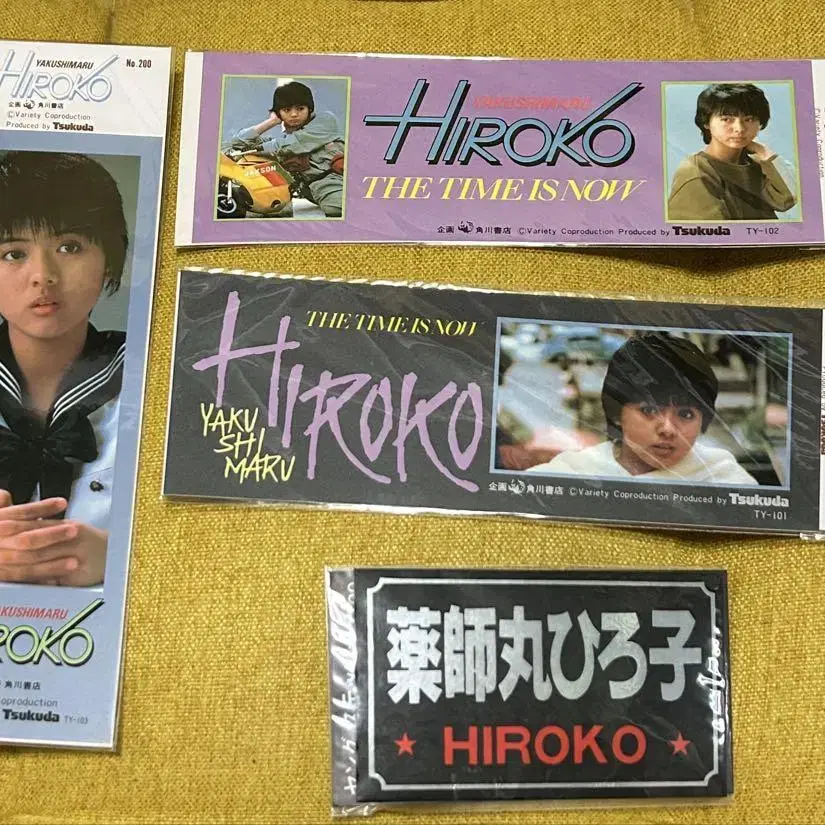 YAKUSHIMARU No.200
HIROKO
企画 角川書店
©Variety Coproduction
Produced by Tsukuda
YAKUSHIMARU
ROKO
角川書店
oproduction
Tsukuda TY-103
YAKUSHIMARU
HIROKO
THE TIME IS NOW
JAKSON
企画 角川書店 ©Variety Coproduction Produced by Tsukuda TY-102
THE TIME IS NOW
HIROKO
YAKU
SHI
MARU
企画 角川書店 ©Variety Coproduction Produced by Tsukuda
TY-101
薬師丸ひろ子
★ HIROKO ★